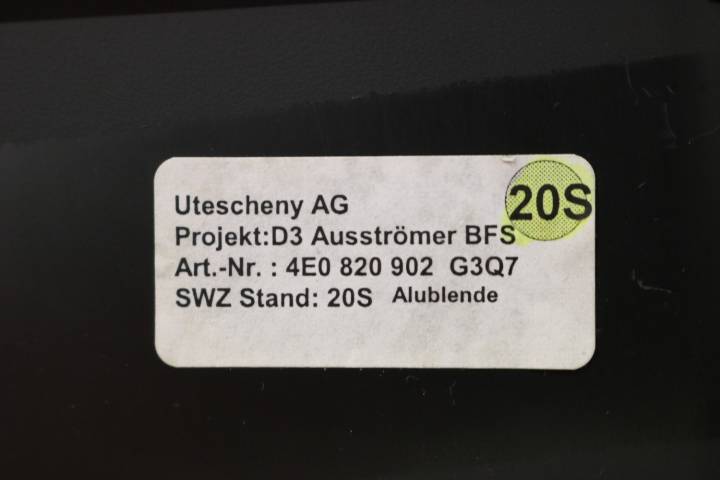 Utescheny AG
20S
Projekt:D3 Ausströmer BFS
Art.-Nr. : 4E0 820 902 G3Q7
SWZ Stand: 20S Alublende